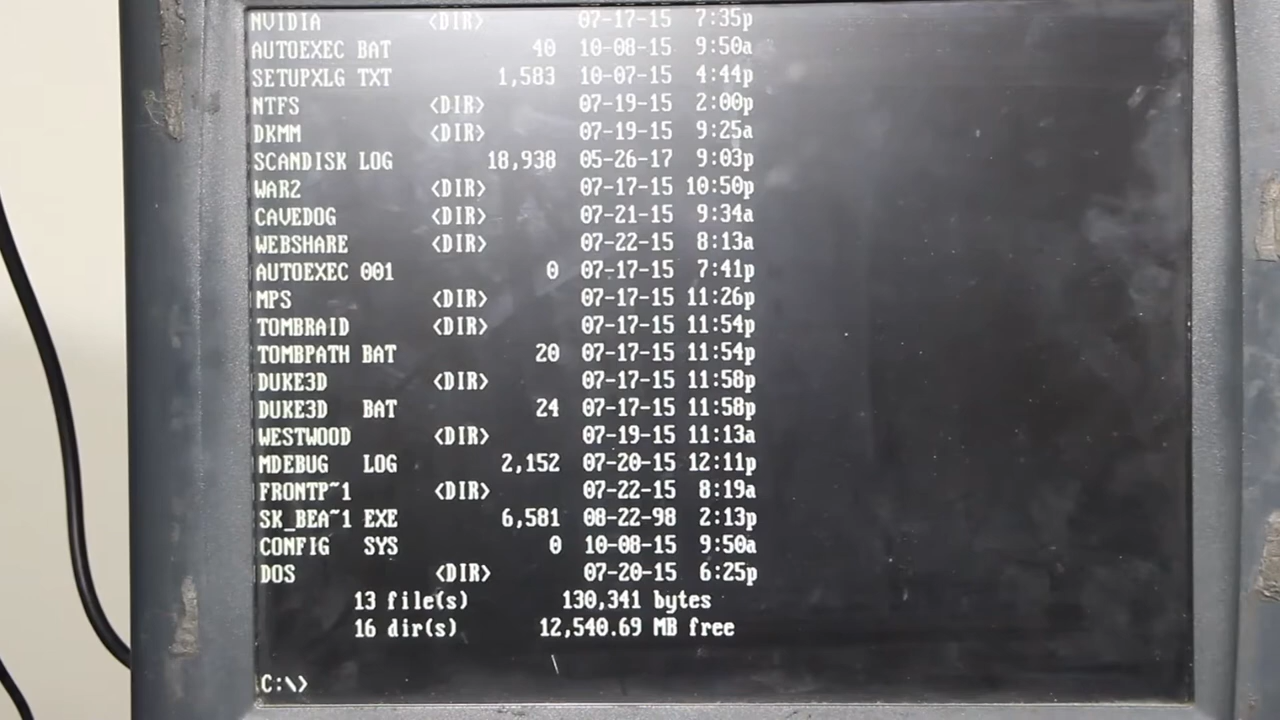 NVIDIA <DIR> 07-17-15 7:35p
AUTOEXEC BAT 40 10-08-15 9:50a
SETUPXLG TXT 1,583 10-07-15 4:44p
NTFS <DIR> 07-19-15 2:00p
DKMM <DIR> 07-19-15 9:25a
SCANDISK LOG 18,938 05-26-17 9:03p
WAR2 <DIR> 07-17-15 10:50p
CAVEDOG <DIR> 07-21-15 9:34a
WEBSHARE <DIR> 07-22-15 8:13a
AUTOEXEC 001 0 07-17-15 7:41p
MPS <DIR> 07-17-15 11:26p
TOMBRAID <DIR> 07-17-15 11:54p
TOMBPATH BAT 20 07-17-15 11:54p
DUKE3D <DIR> 07-17-15 11:58p
DUKE3D BAT 24 07-17-15 11:58p
WESTWOOD <DIR> 07-19-15 11:13a
MDEBUG LOG 2,152 07-20-15 12:11p
FRONTP~1 <DIR> 07-22-15 8:19a
SK_BEA~1 EXE 6,581 08-22-98 2:13p
CONFIG SYS 0 10-08-15 9:50a
DOS <DIR> 07-20-15 6:25p
13 file(s) 130,341 bytes
16 dir(s) 12,540.69 MB free
C:\>